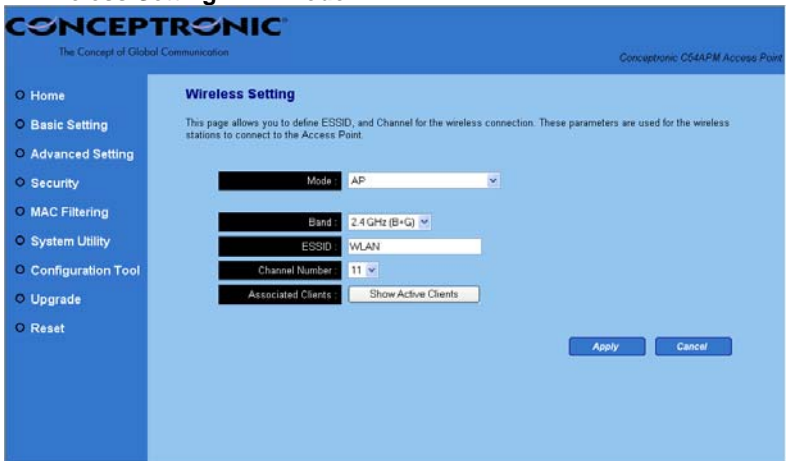 CONCEPTRONIC®
The Concept of Global Communication
Conceptronic C54APM Access Point
Home
Basic Setting
Advanced Setting
Security
MAC Filtering
System Utility
Configuration Tool
Upgrade
Reset
Wireless Setting
This page allows you to define ESSID, and Channel for the wireless connection. These parameters are used for the wireless
stations to connect to the Access Point.
Mode : AP
Band : 2.4 GHz (B+G)
ESSID : WLAN
Channel Number : 11
Associated Clients : Show Active Clients
Apply Cancel